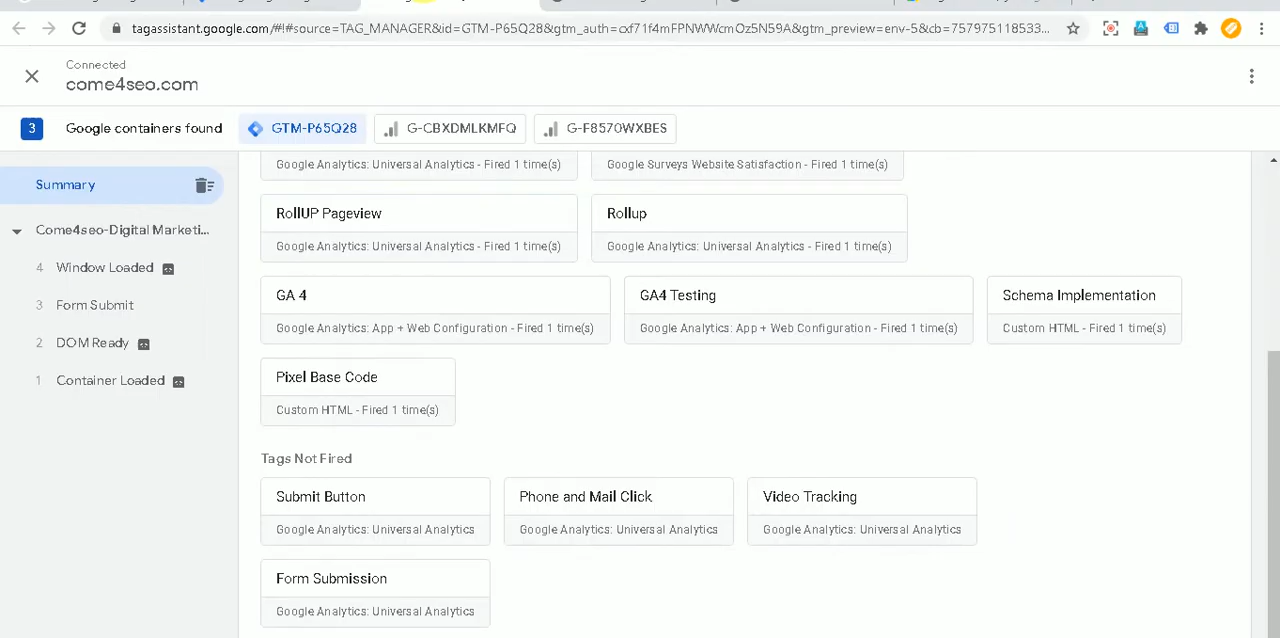 tagassistant.google.com/#!#source=TAG_MANAGER&id=GTM-P65Q28&gtm_auth=cxf71f4mFPNWWcmOz5N59A&gtm_preview=env-5&cb=757975118533...
Connected
come4seo.com
3 Google containers found GTM-P65Q28 G-CBXDMLKMFQ G-F8570WXBES
Summary
Come4seo-Digital Marketi...
4 Window Loaded
3 Form Submit
2 DOM Ready
1 Container Loaded
Google Analytics: Universal Analytics - Fired 1 time(s) Google Surveys Website Satisfaction - Fired 1 time(s)
RollUP Pageview Rollup
Google Analytics: Universal Analytics - Fired 1 time(s) Google Analytics: Universal Analytics - Fired 1 time(s)
GA 4 GA4 Testing Schema Implementation
Google Analytics: App + Web Configuration - Fired 1 time(s) Google Analytics: App + Web Configuration - Fired 1 time(s) Custom HTML - Fired 1 time(s)
Pixel Base Code
Custom HTML - Fired 1 time(s)
Tags Not Fired
Submit Button Phone and Mail Click Video Tracking
Google Analytics: Universal Analytics Google Analytics: Universal Analytics Google Analytics: Universal Analytics
Form Submission
Google Analytics: Universal Analytics